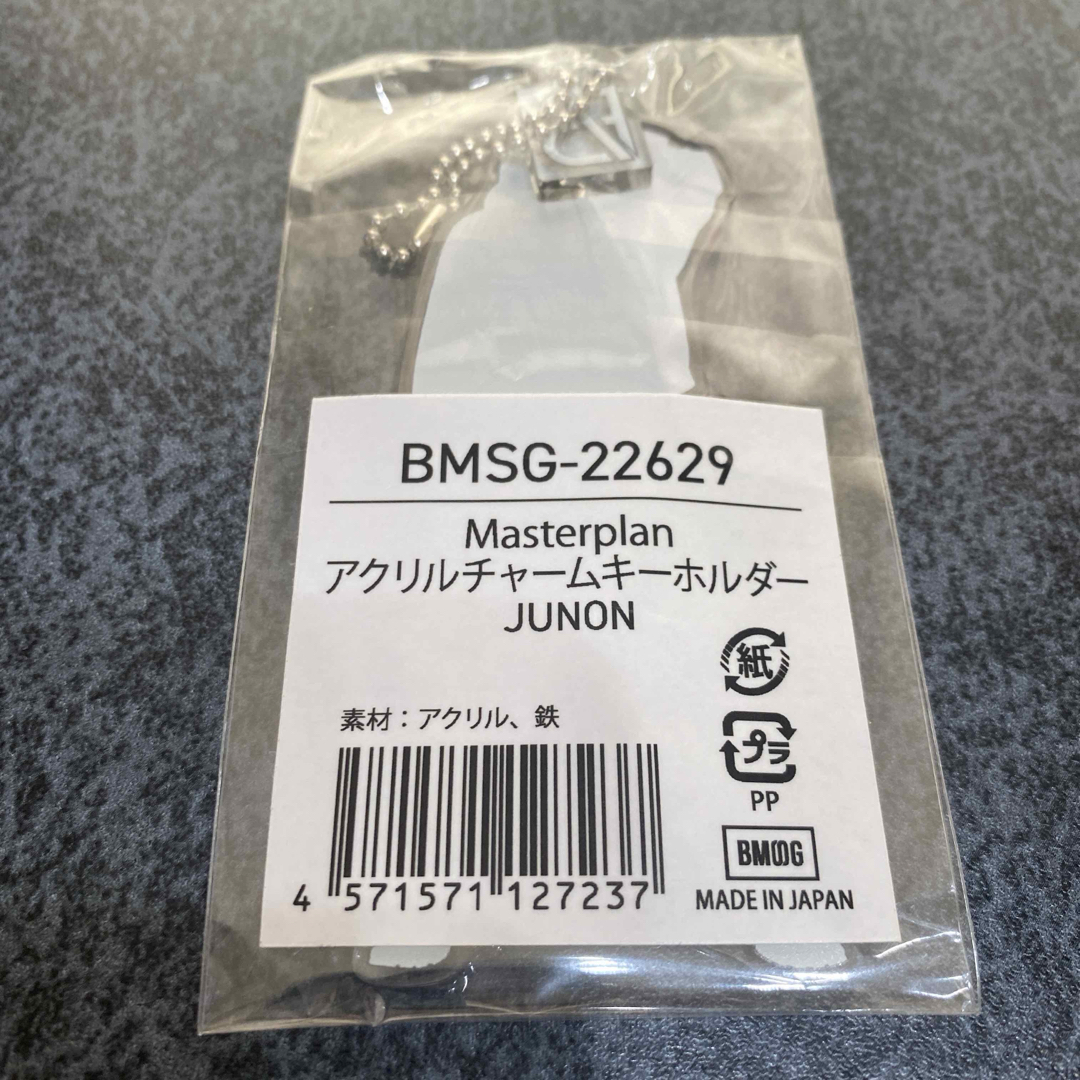 BMSG-22629
Masterplan
アクリルチャームキーホルダー
JUNON
紙
素材：アクリル、鉄
プラ
PP
BMSG
4 571571 127237
MADE IN JAPAN